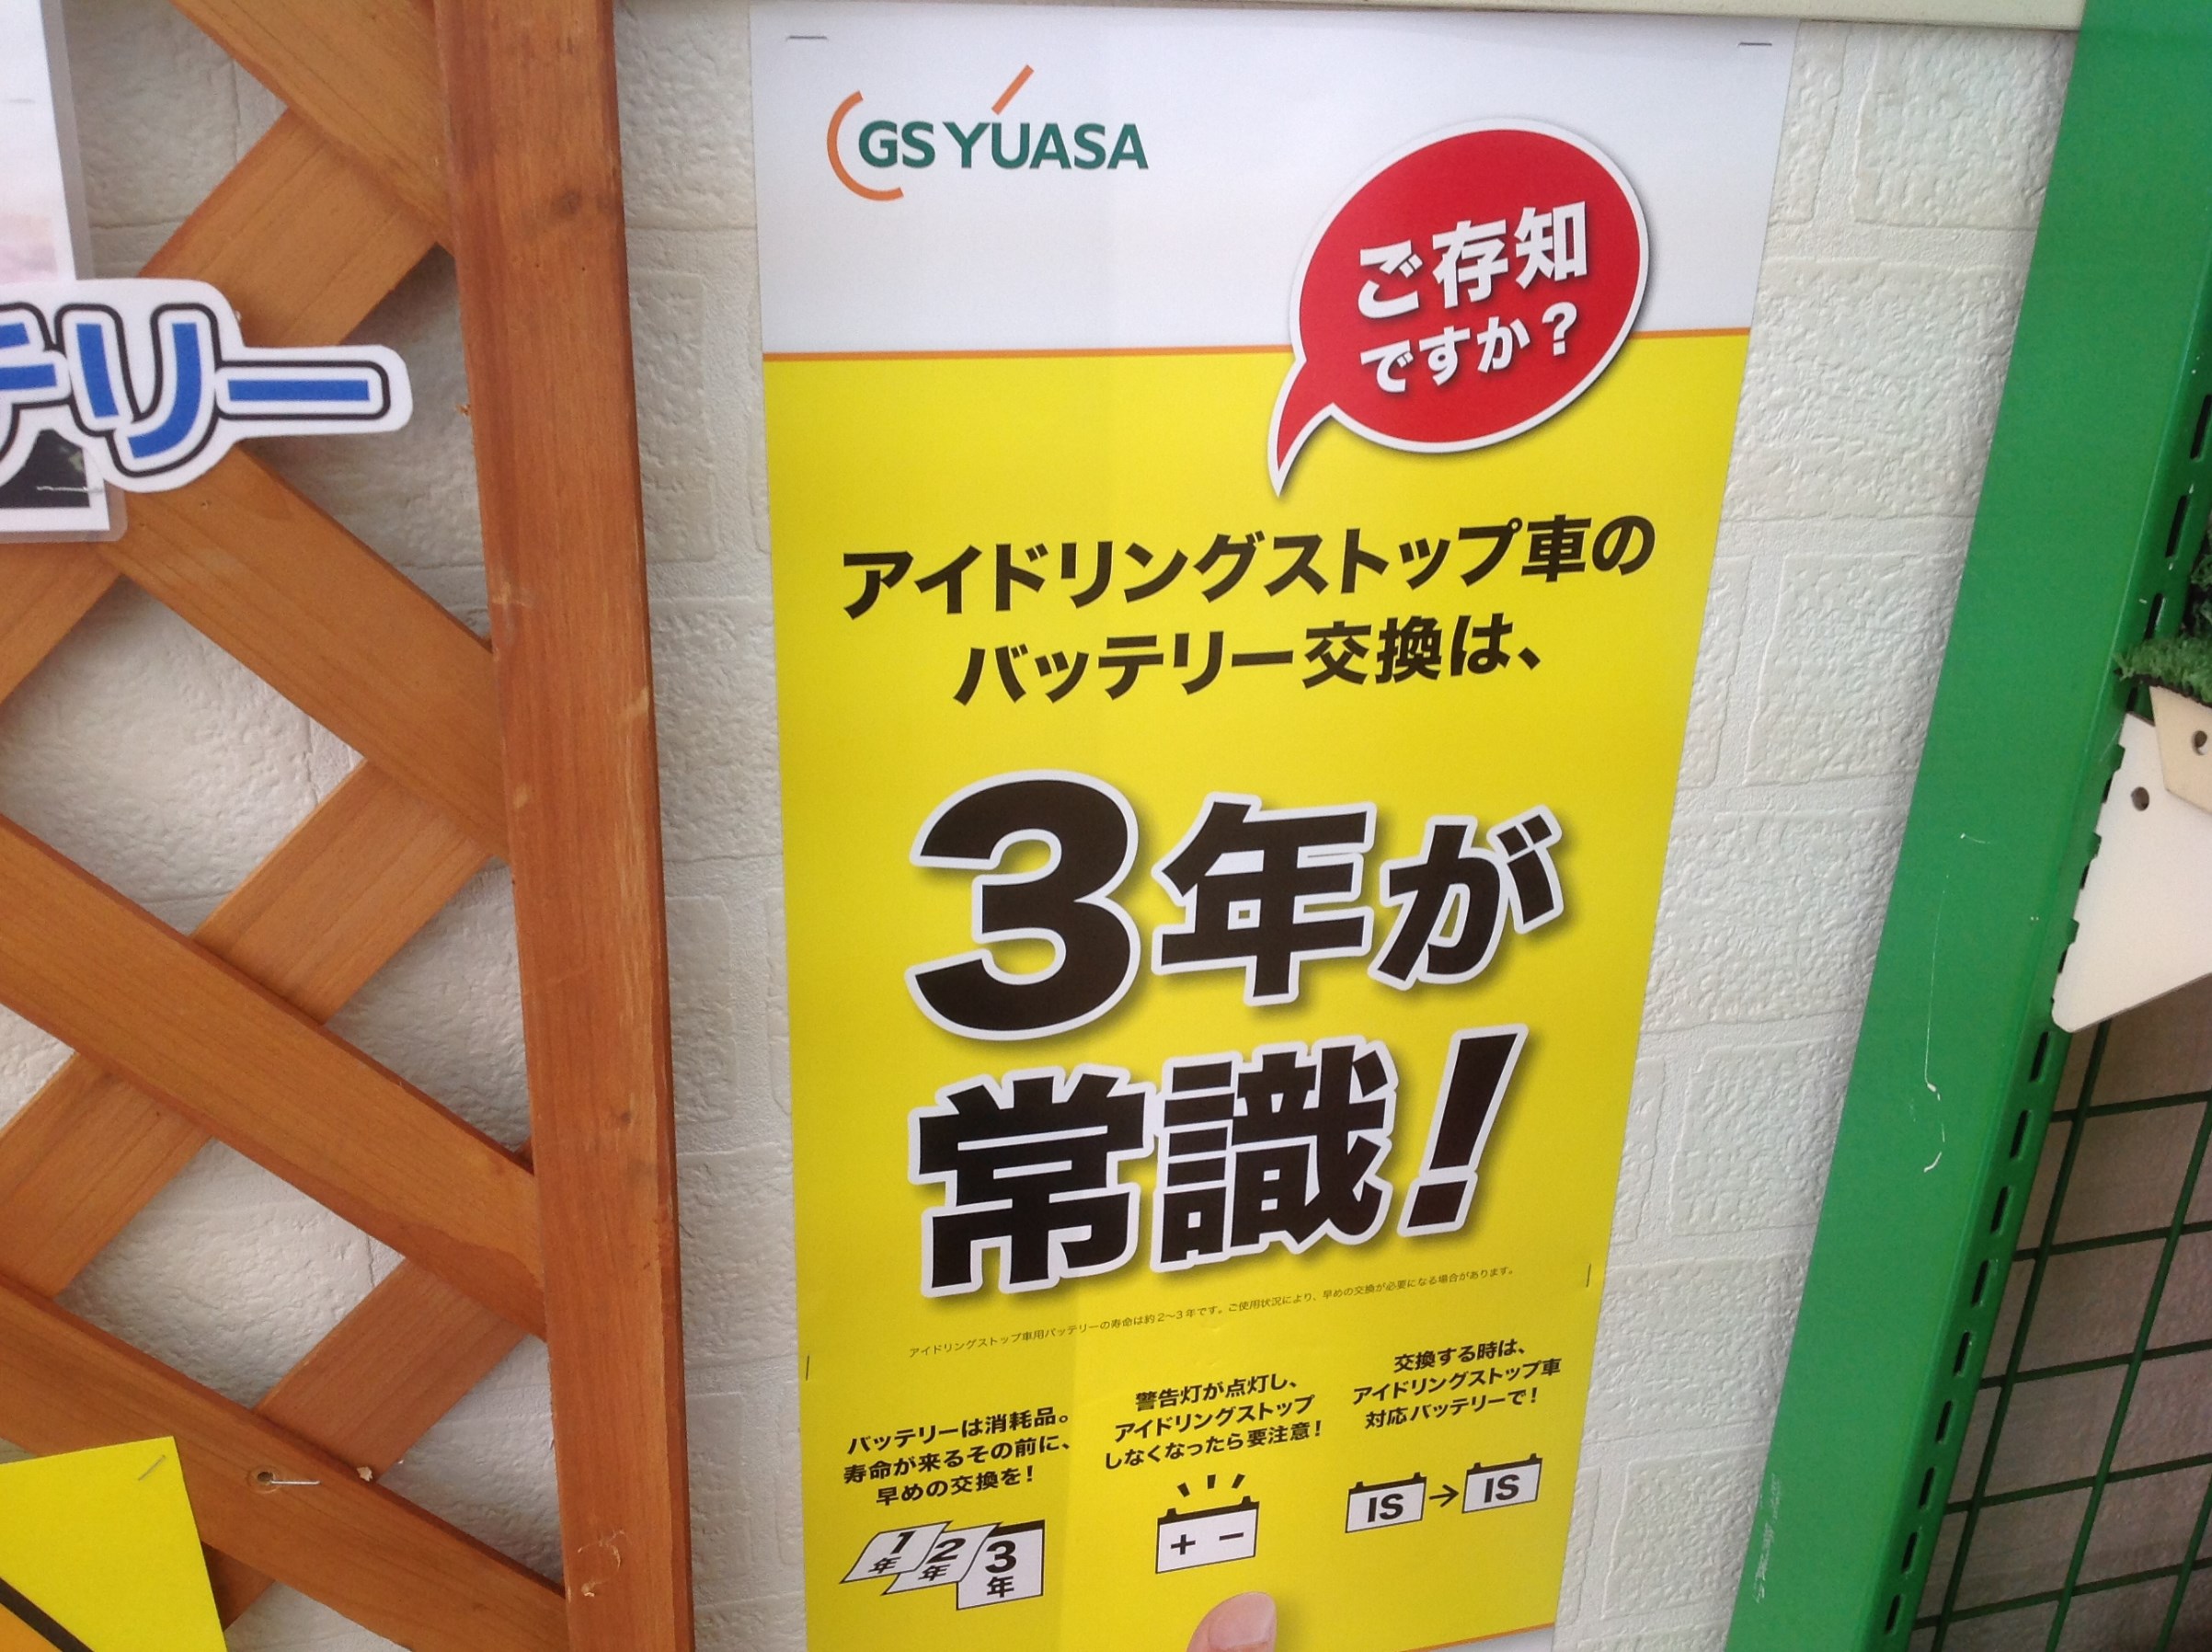 GS YUASA
ご存知
ですか?
テリー
アイドリングストップ車の
バッテリー交換は、
3年が
常識!
アイドリングストップ車用バッテリーの寿命は約2〜3年です。ご使用状況により、早めの交換が必要になる場合があります。
バッテリーは消耗品。
寿命が来るその前に、
早めの交換を!
1年
2年
3年
警告灯が点灯し、
アイドリングストップ
しなくなったら要注意!
+ −
交換する時は、
アイドリングストップ車
対応バッテリーで!
IS → IS